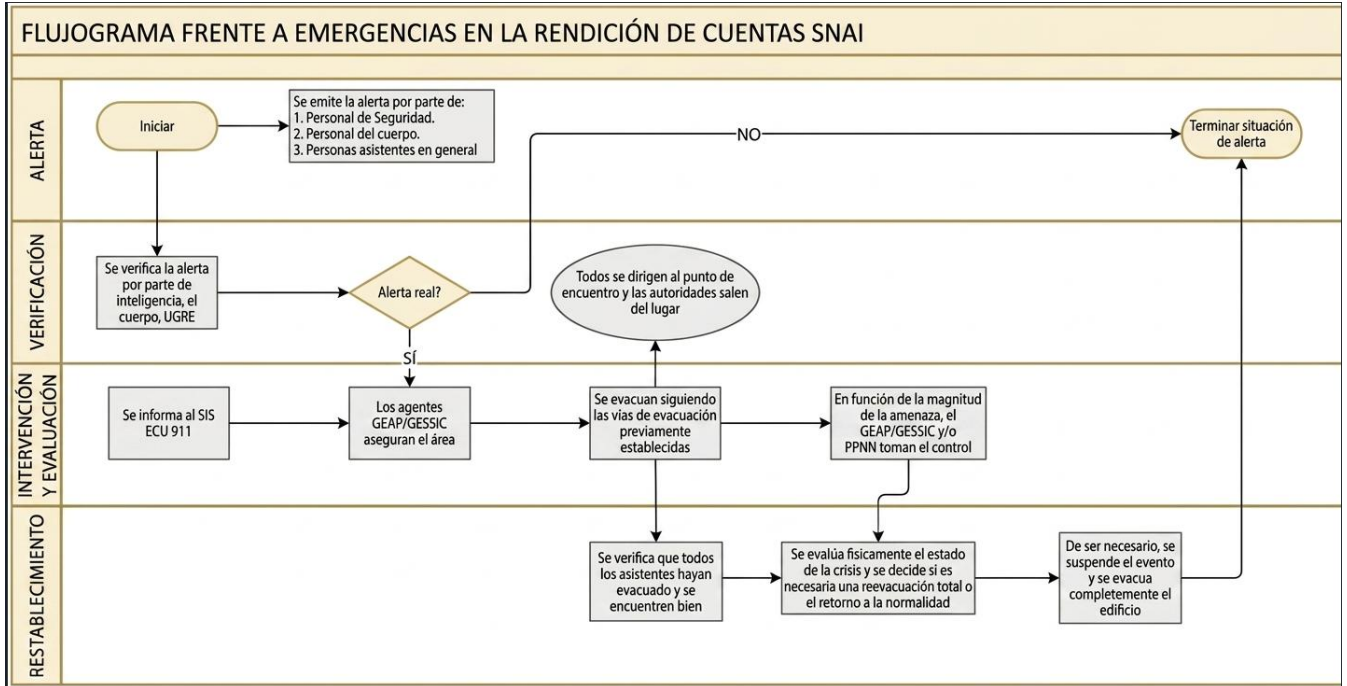 FLUJOGRAMA FRENTE A EMERGENCIAS EN LA RENDICIÓN DE CUENTAS SNAI
ALERTA
Iniciar
Se emite la alerta por parte de:
1. Personal de Seguridad.
2. Personal del cuerpo.
3. Personas asistentes en general
NO
Terminar situación
de alerta
VERIFICACIÓN
Se verifica la alerta
por parte de
inteligencia, el
cuerpo, UGRE
Alerta real?
SÍ
Todos se dirigen al punto de
encuentro y las autoridades salen
del lugar
INTERVENCIÓN
Y EVALUACIÓN
Se informa al SIS
ECU 911
Los agentes
GEAP/GESSIC
aseguran el área
Se evacuan siguiendo
las vías de evacuación
previamente
establecidas
En función de la magnitud
de la amenaza, el
GEAP/GESSIC y/o
PPNN toman el control
RESTABLECIMIENTO
Se verifica que todos
los asistentes hayan
evacuado y se
encuentren bien
Se evalúa fisicamente el estado
de la crisis y se decide si es
necesaria una reevacuación total o
el retorno a la normalidad
De ser necesario, se
suspende el evento
y se evacua
completamente el
edificio